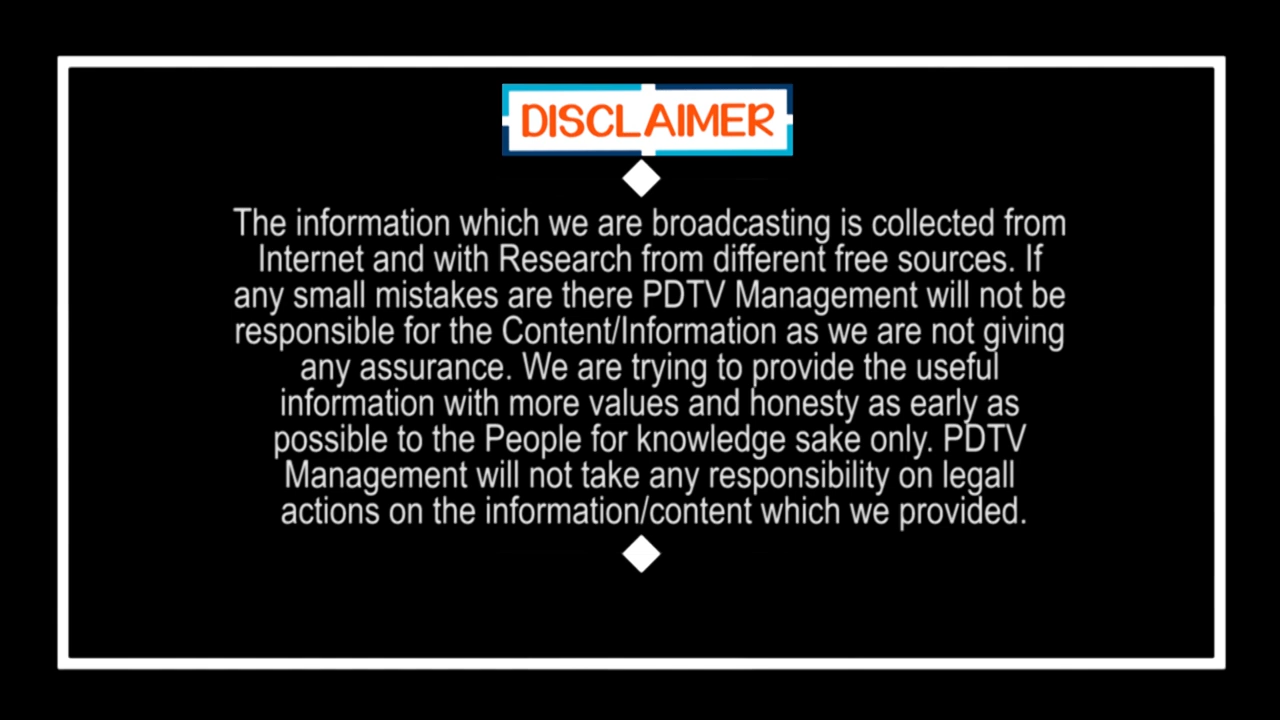 DISCLAIMER
The information which we are broadcasting is collected from
Internet and with Research from different free sources. If
any small mistakes are there PDTV Management will not be
responsible for the Content/Information as we are not giving
any assurance. We are trying to provide the useful
information with more values and honesty as early as
possible to the People for knowledge sake only. PDTV
Management will not take any responsibility on legall
actions on the information/content which we provided.